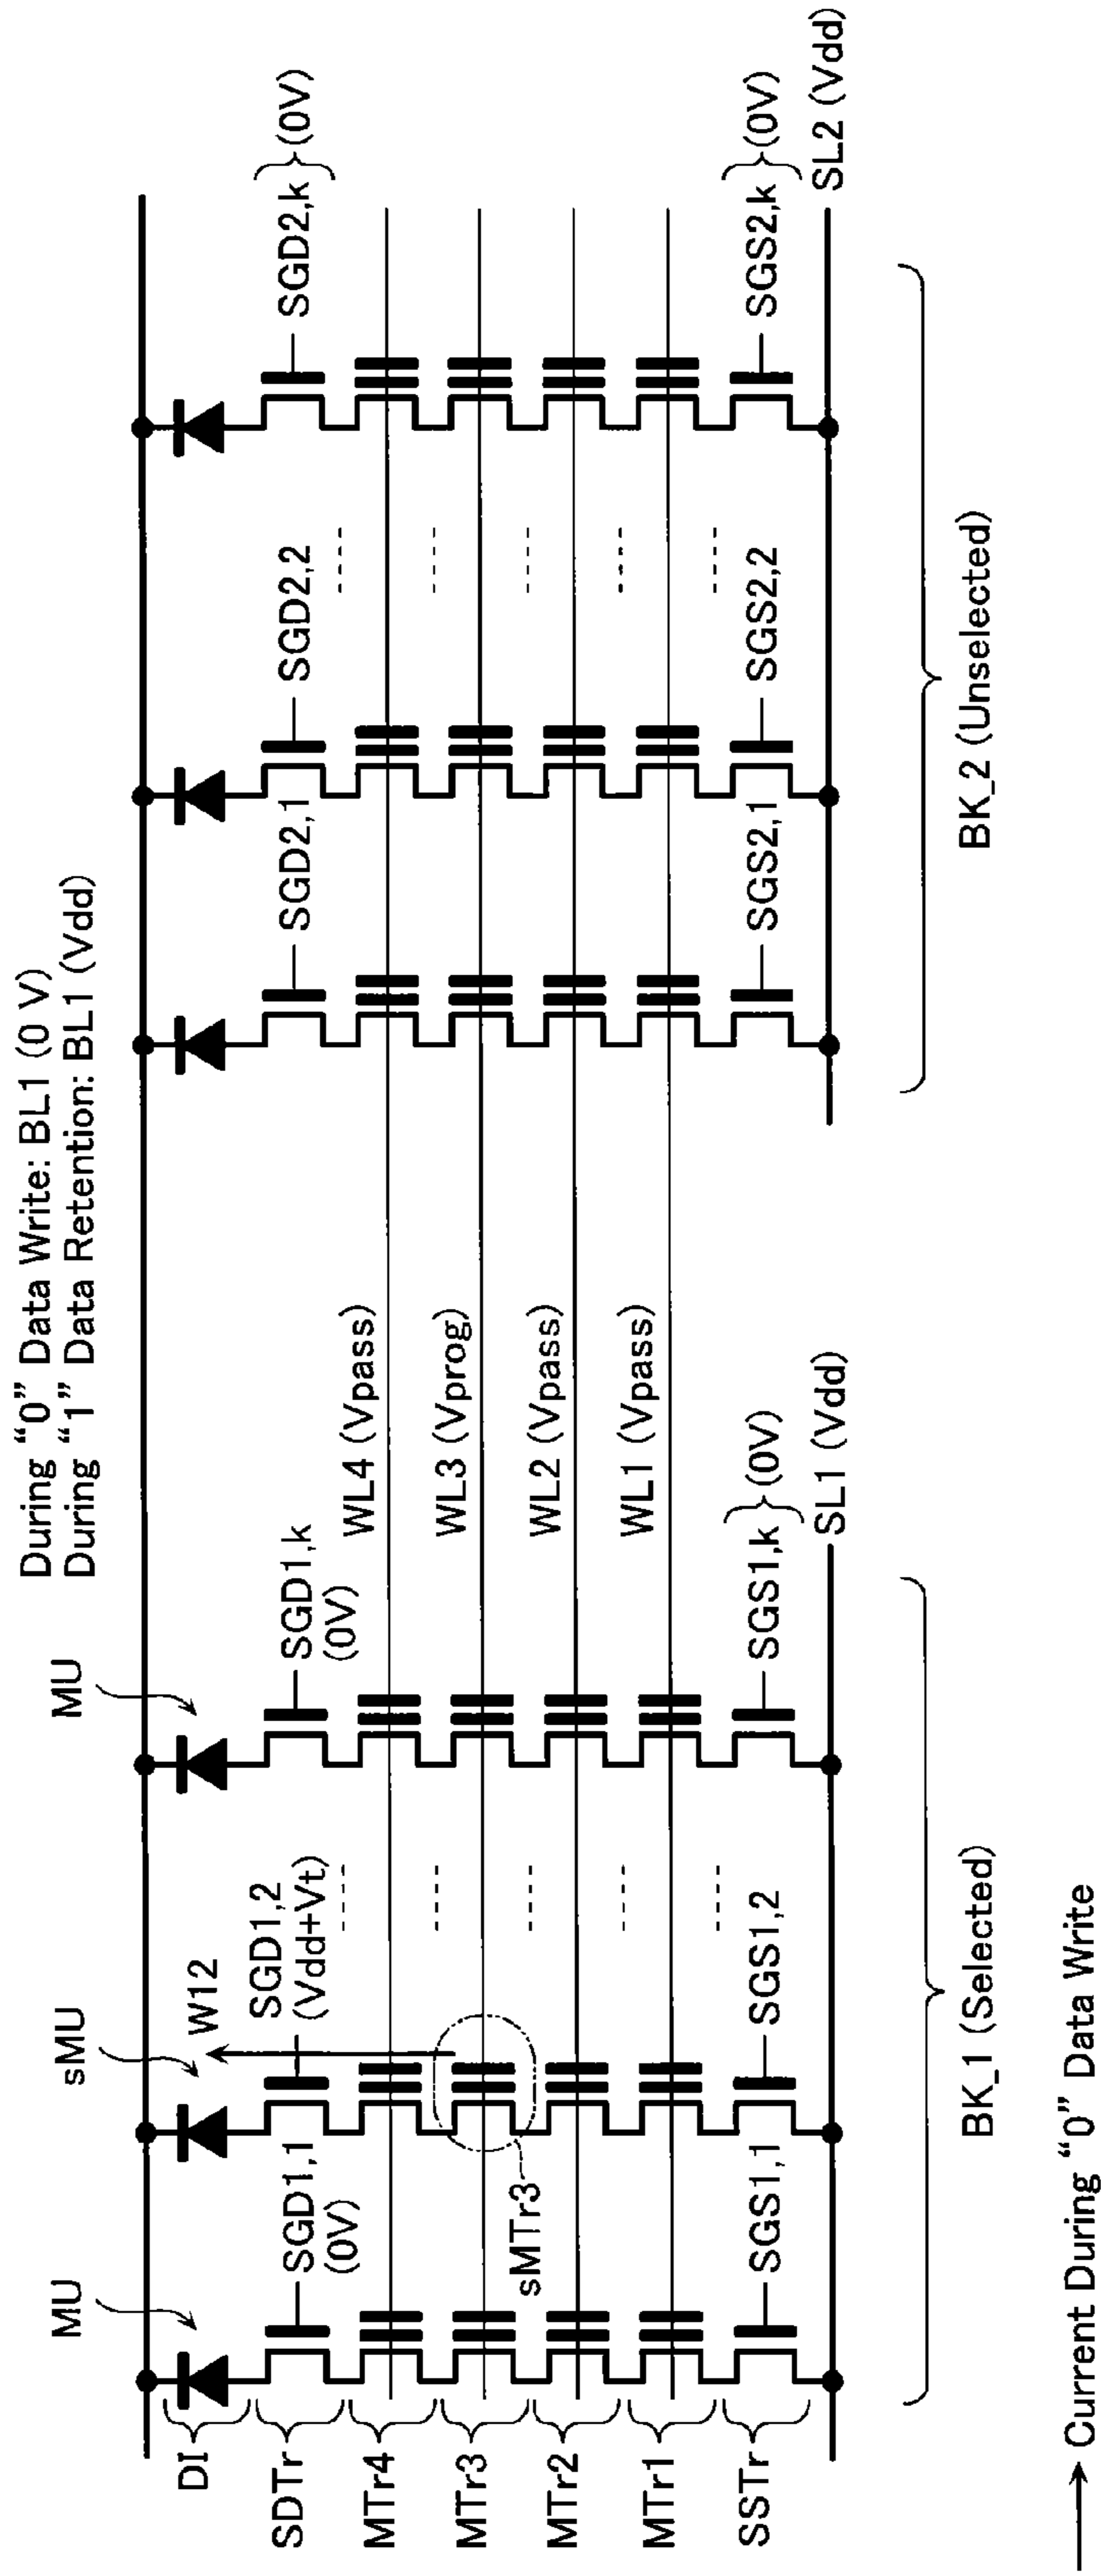 During “0” Data Write: BL1 (0 V)
During “1” Data Retention: BL1 (Vdd)
MU
sMU
MU
W12
DI
SDTr
MTr4
MTr3
MTr2
MTr1
SSTr
SGD1,1
(0V)
SGD1,2
(Vdd+Vt)
SGD1,k
(0V)
SGD2,1
SGD2,2
SGD2,k
(0V)
WL4 (Vpass)
WL3 (Vprog)
WL2 (Vpass)
WL1 (Vpass)
sMTr3
SGS1,1
SGS1,2
SGS1,k
(0V)
SL1 (Vdd)
SGS2,1
SGS2,2
SGS2,k
(0V)
SL2 (Vdd)
BK_1 (Selected)
BK_2 (Unselected)
Current During “0” Data Write